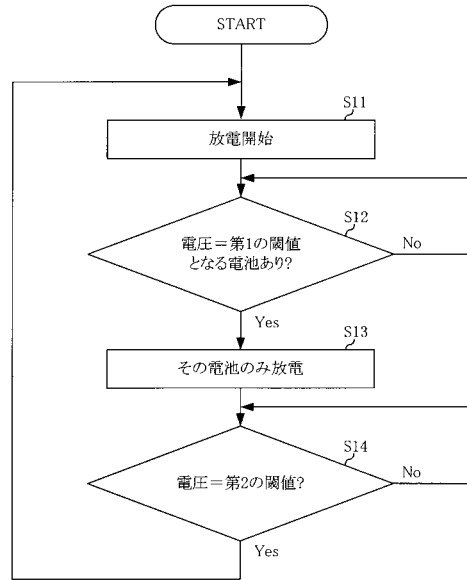 START
S11
放電開始
S12
電圧=第1の閾値
となる電池あり?
No
Yes
S13
その電池のみ放電
S14
電圧=第2の閾値?
No
Yes